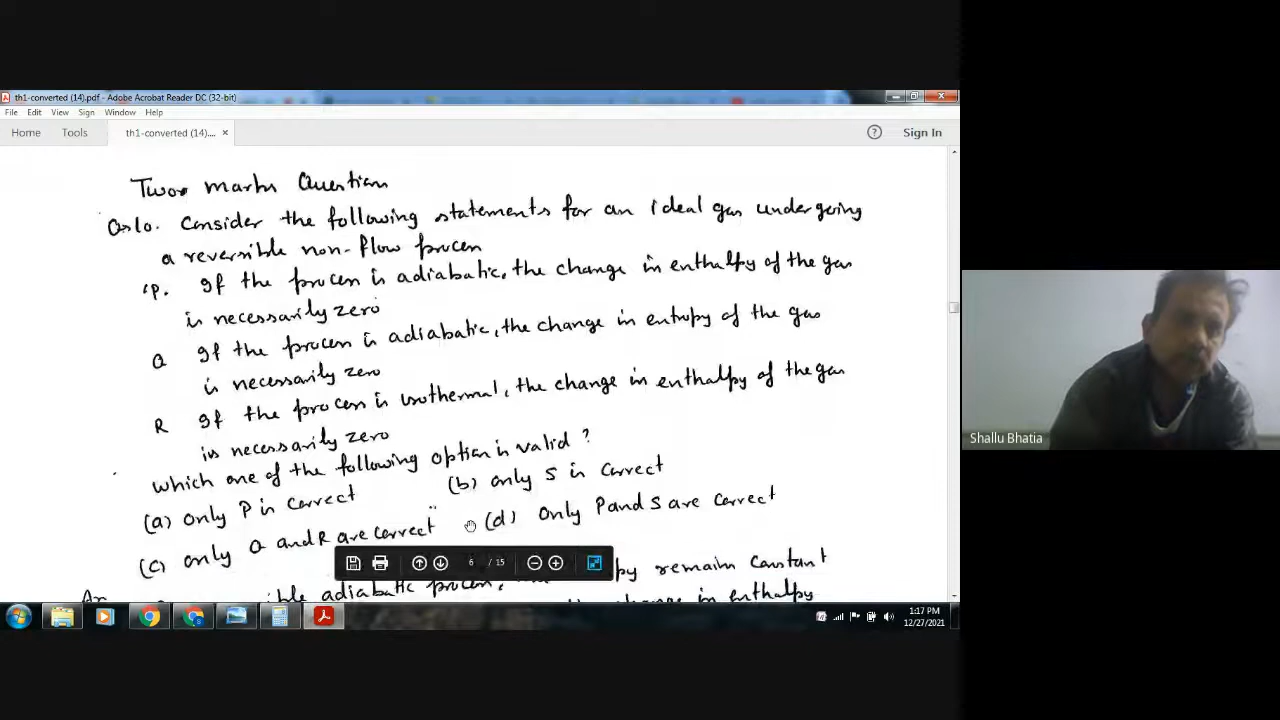 th1-converted (14).pdf - Adobe Acrobat Reader DC (32-bit)
File Edit View Sign Window Help
Home Tools th1-converted (14).... × Sign In
Two marks Question
Qs10. Consider the following statements for an ideal gas undergoing
a reversible non-flow process
P. If the process is adiabatic, the change in enthalpy of the gas
is necessarily zero
Q If the process is adiabatic, the change in entropy of the gas
is necessarily zero
R If the process is isothermal, the change in enthalpy of the gas
is necessarily zero
which one of the following option is valid ?
(a) only P is correct (b) only S is correct
(c) only Q and R are correct (d) only P and S are correct
6 / 15
adiabatic process, remain constant
change in enthalpy
Shallu Bhatia
1:17 PM
12/27/2021